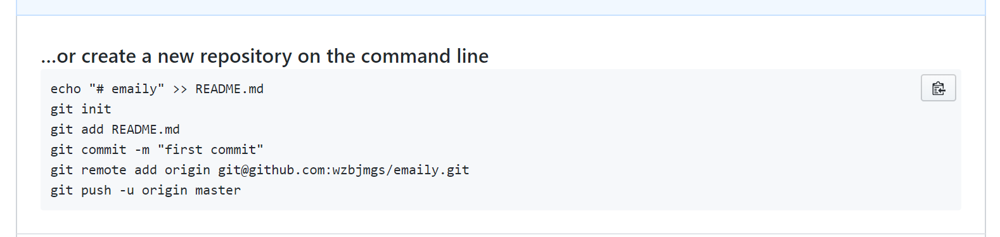 ...or create a new repository on the command line
echo "# emaily" >> README.md
git init
git add README.md
git commit -m "first commit"
git remote add origin git@github.com:wzbjmgs/emaily.git
git push -u origin master